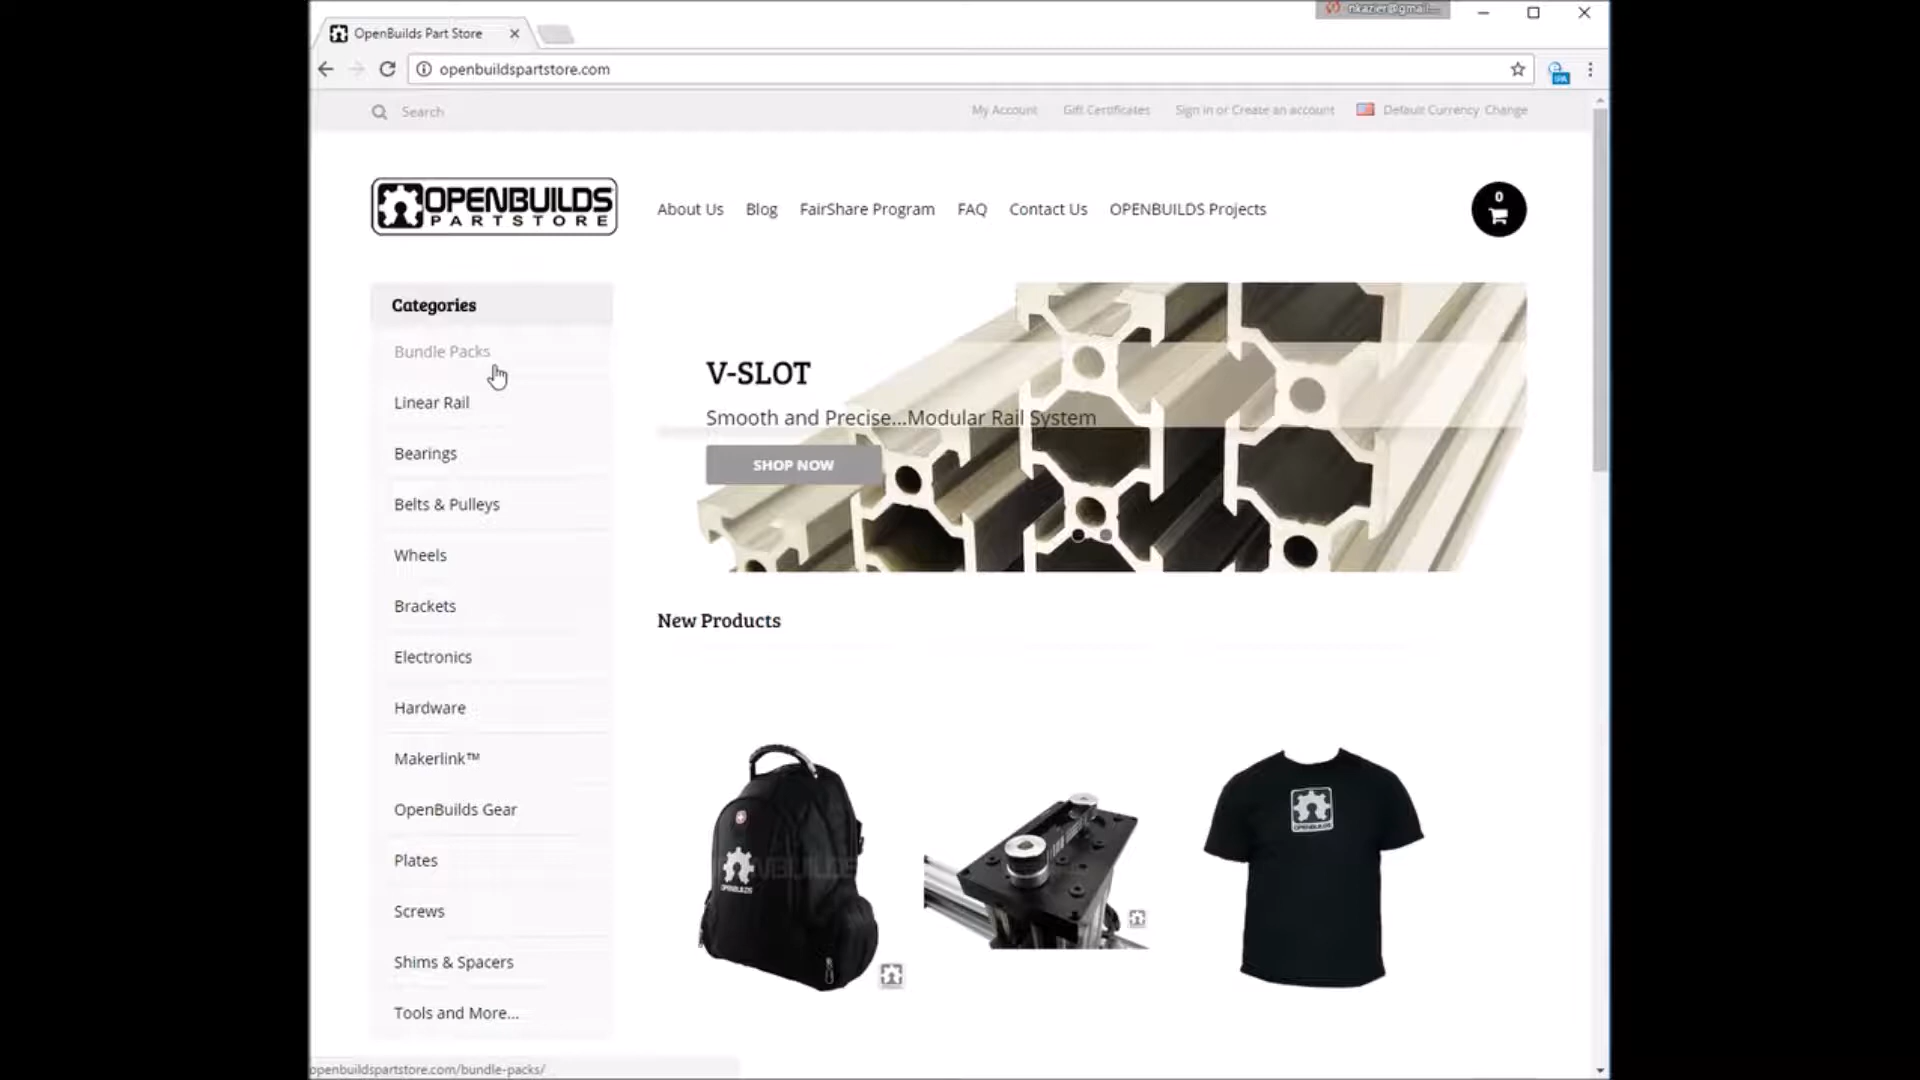 OpenBuilds Part Store
openbuildspartstore.com
Search
My Account
Gift Certificates
Sign in or Create an account
Default Currency Change
OPENBUILDS
PARTSTORE
About Us
Blog
FairShare Program
FAQ
Contact Us
OPENBUILDS Projects
0
Categories
Bundle Packs
Linear Rail
Bearings
Belts & Pulleys
Wheels
Brackets
Electronics
Hardware
Makerlink™
OpenBuilds Gear
Plates
Screws
Shims & Spacers
Tools and More...
V-SLOT
Smooth and Precise...Modular Rail System
SHOP NOW
New Products
OPENBUILDS
OPENBUILDS
openbuildspartstore.com/bundle-packs/